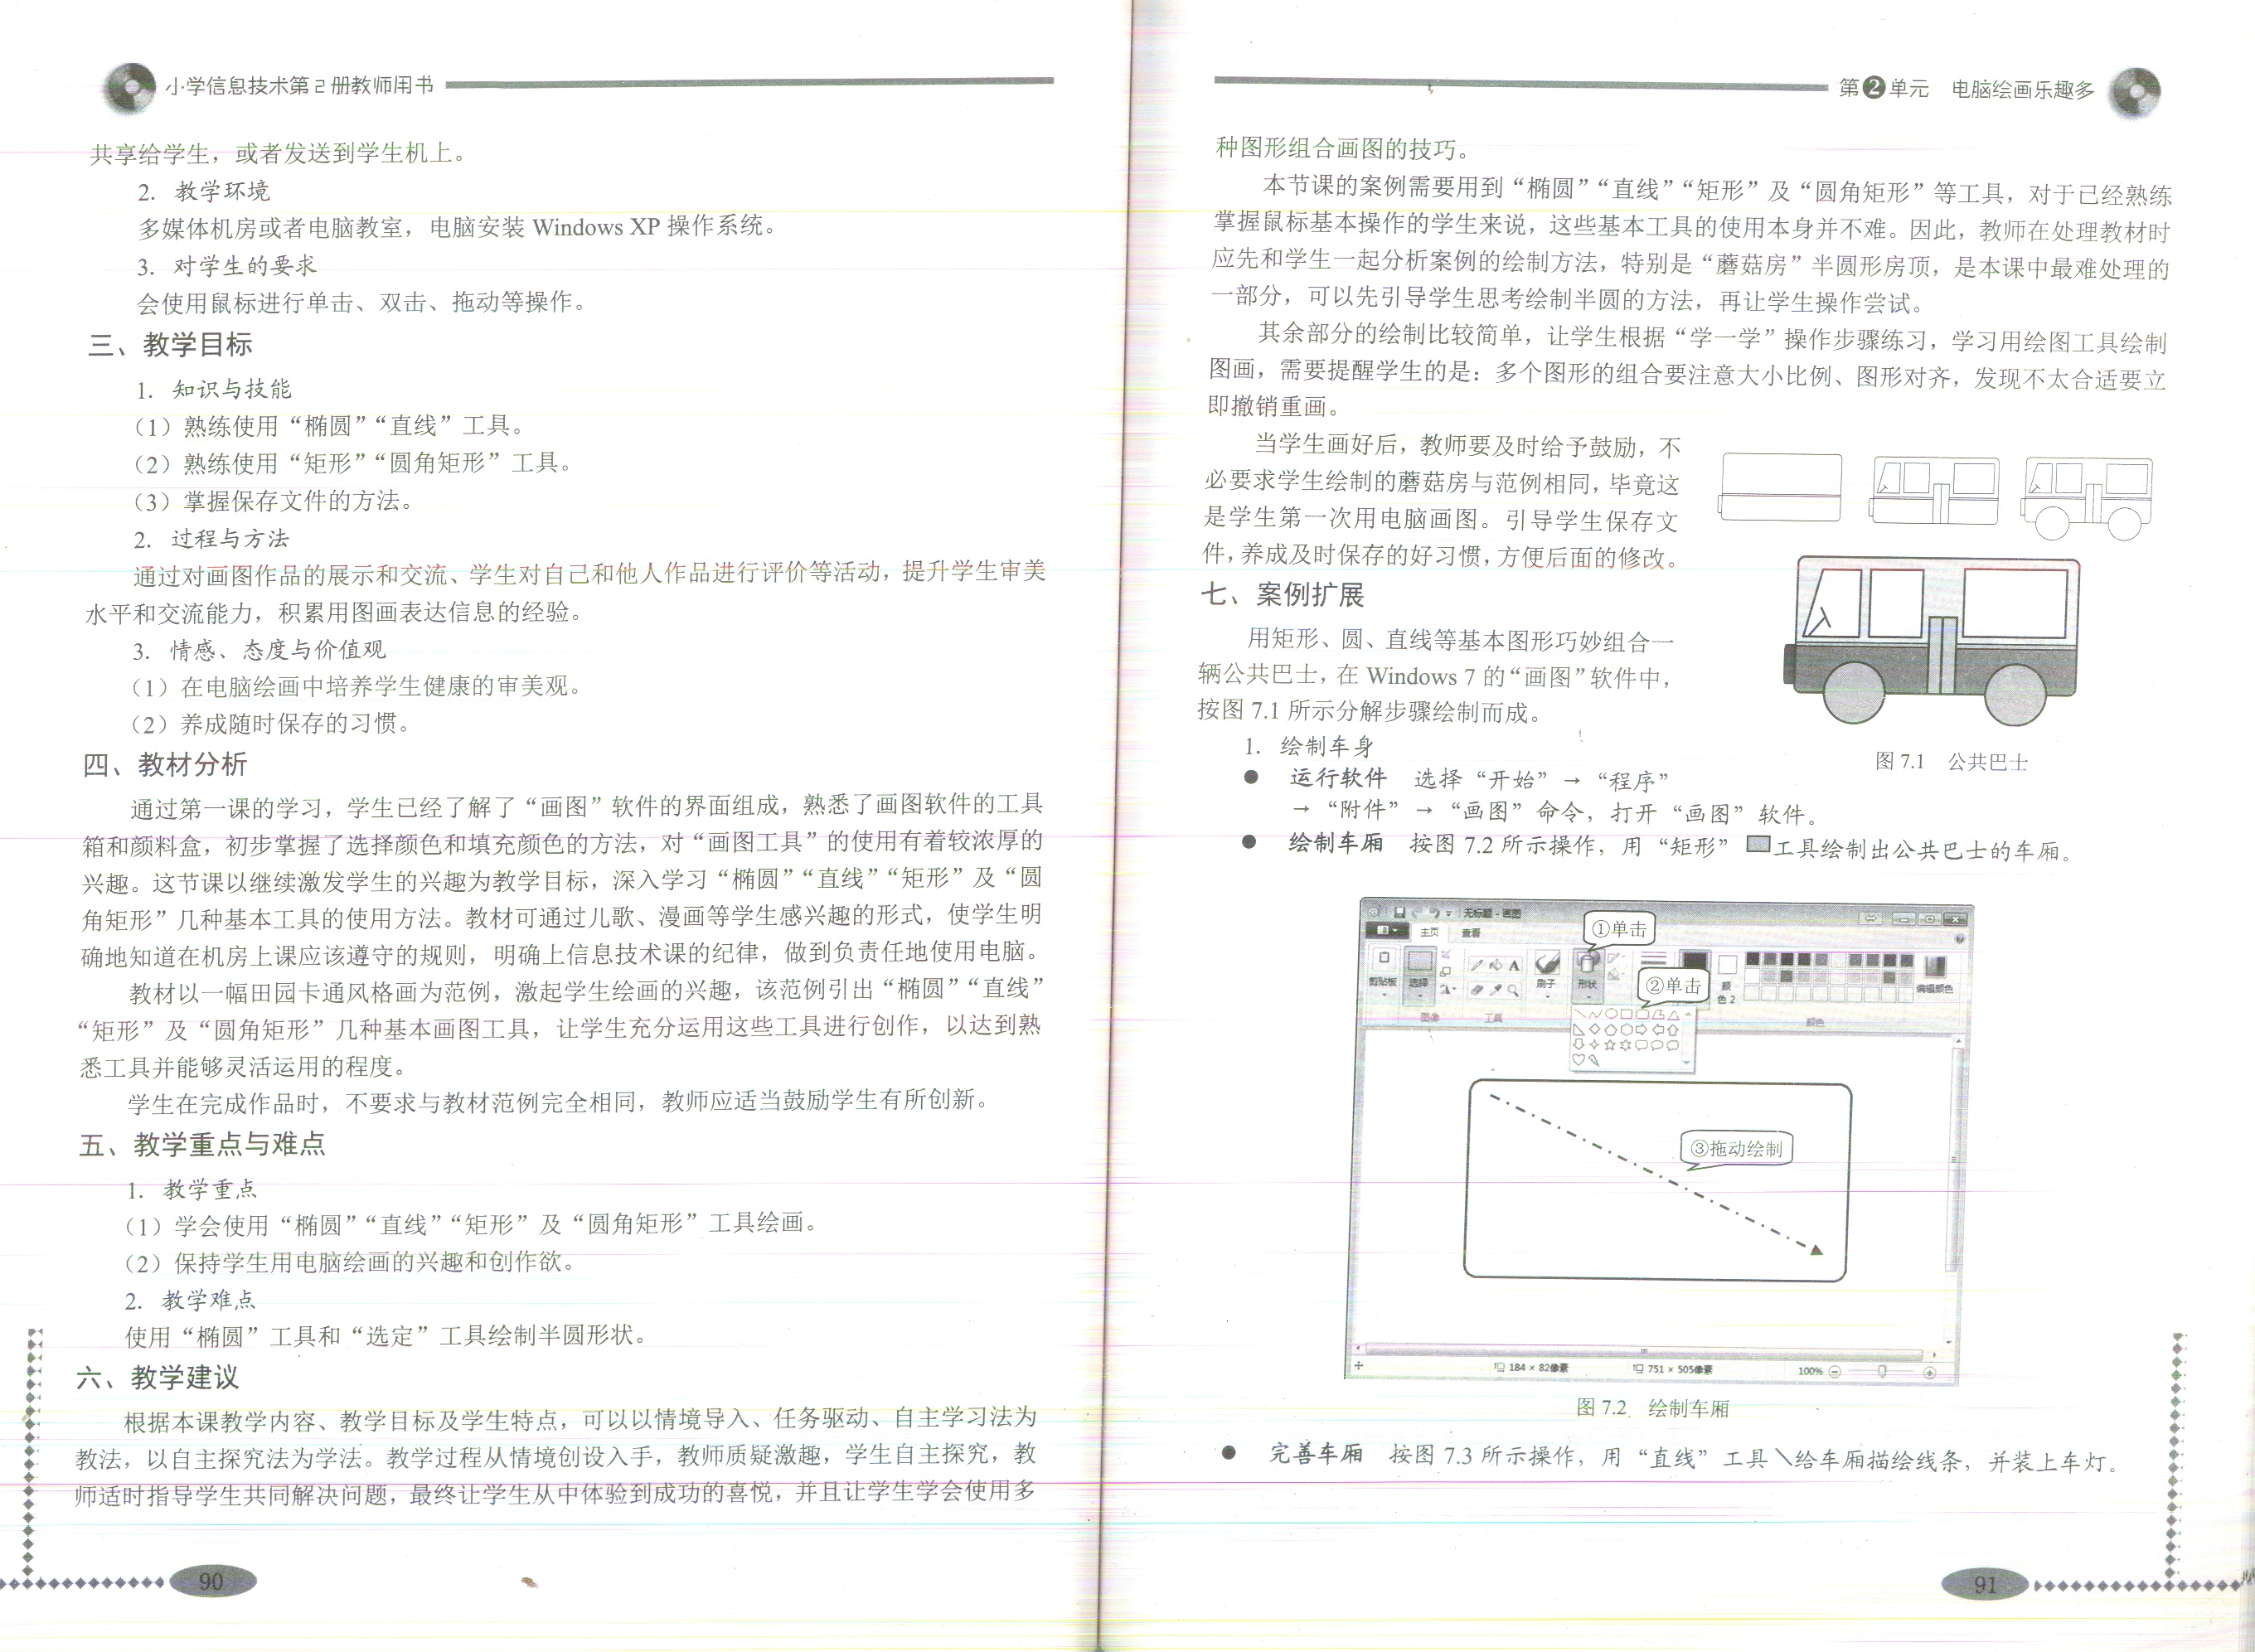 小学信息技术第2册教师用书
共享给学生，或者发送到学生机上。
2. 教学环境
多媒体机房或者电脑教室，电脑安装 Windows XP 操作系统。
3. 对学生的要求
会使用鼠标进行单击、双击、拖动等操作。
三、教学目标
1. 知识与技能
（1）熟练使用“椭圆”“直线”工具。
（2）熟练使用“矩形”“圆角矩形”工具。
（3）掌握保存文件的方法。
2. 过程与方法
通过对画图作品的展示和交流、学生对自己和他人作品进行评价等活动，提升学生审美
水平和交流能力，积累用图画表达信息的经验。
3. 情感、态度与价值观
（1）在电脑绘画中培养学生健康的审美观。
（2）养成随时保存的习惯。
四、教材分析
通过第一课的学习，学生已经了解了“画图”软件的界面组成，熟悉了画图软件的工具
箱和颜料盒，初步掌握了选择颜色和填充颜色的方法，对“画图工具”的使用有着较浓厚的
兴趣。这节课以继续激发学生的兴趣为教学目标，深入学习“椭圆”“直线”“矩形”及“圆
角矩形”几种基本工具的使用方法。教材可通过儿歌、漫画等学生感兴趣的形式，使学生明
确地知道在机房上课应该遵守的规则，明确上信息技术课的纪律，做到负责任地使用电脑。
教材以一幅田园卡通风格画为范例，激起学生绘画的兴趣，该范例引出“椭圆”“直线”
“矩形”及“圆角矩形”几种基本画图工具，让学生充分运用这些工具进行创作，以达到熟
悉工具并能够灵活运用的程度。
学生在完成作品时，不要求与教材范例完全相同，教师应适当鼓励学生有所创新。
五、教学重点与难点
1. 教学重点
（1）学会使用“椭圆”“直线”“矩形”及“圆角矩形”工具绘画。
（2）保持学生用电脑绘画的兴趣和创作欲。
2. 教学难点
使用“椭圆”工具和“选定”工具绘制半圆形状。
六、教学建议
根据本课教学内容、教学目标及学生特点，可以以情境导入、任务驱动、自主学习法为
教法，以自主探究法为学法。教学过程从情境创设入手，教师质疑激趣，学生自主探究，教
师适时指导学生共同解决问题，最终让学生从中体验到成功的喜悦，并且让学生学会使用多
90
第2单元 电脑绘画乐趣多
种图形组合画图的技巧。
本节课的案例需要用到“椭圆”“直线”“矩形”及“圆角矩形”等工具，对于已经熟练
掌握鼠标基本操作的学生来说，这些基本工具的使用本身并不难。因此，教师在处理教材时
应先和学生一起分析案例的绘制方法，特别是“蘑菇房”半圆形房顶，是本课中最难处理的
一部分，可以先引导学生思考绘制半圆的方法，再让学生操作尝试。
其余部分的绘制比较简单，让学生根据“学一学”操作步骤练习，学习用绘图工具绘制
图画，需要提醒学生的是：多个图形的组合要注意大小比例、图形对齐，发现不太合适要立
即撤销重画。
当学生画好后，教师要及时给予鼓励，不
必要求学生绘制的蘑菇房与范例相同，毕竟这
是学生第一次用电脑画图。引导学生保存文
件，养成及时保存的好习惯，方便后面的修改。
七、案例扩展
用矩形、圆、直线等基本图形巧妙组合一
辆公共巴士，在 Windows 7 的“画图”软件中，
按图 7.1 所示分解步骤绘制而成。
图 7.1 公共巴士
1. 绘制车身
● 运行软件 选择“开始”→“程序”
→“附件”→“画图”命令，打开“画图”软件。
● 绘制车厢 按图 7.2 所示操作，用“矩形”工具绘制出公共巴士的车厢。
无标题 - 画图
主页 查看
①单击
②单击
剪贴板 选择 刷子 形状 颜色 2 编辑颜色
图像 工具 颜色
③拖动绘制
184 × 82像素 751 × 505像素 100%
图 7.2 绘制车厢
● 完善车厢 按图 7.3 所示操作，用“直线”工具给车厢描绘线条，并装上车灯。
91